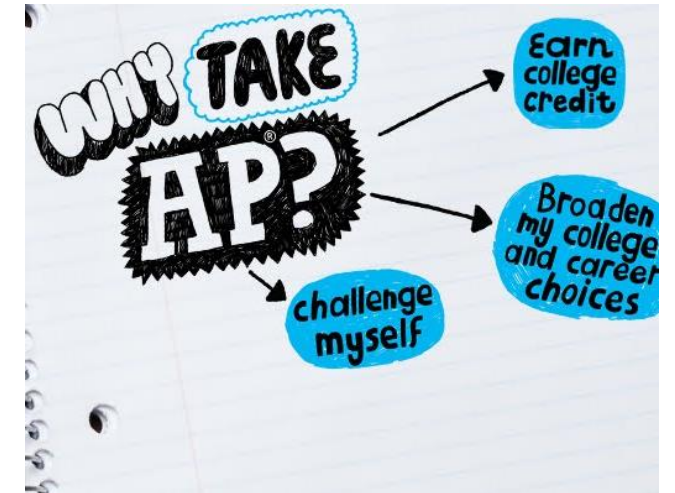 WHY TAKE
AP®?
Earn
college
credit
Broaden
my college
and career
choices
challenge
myself